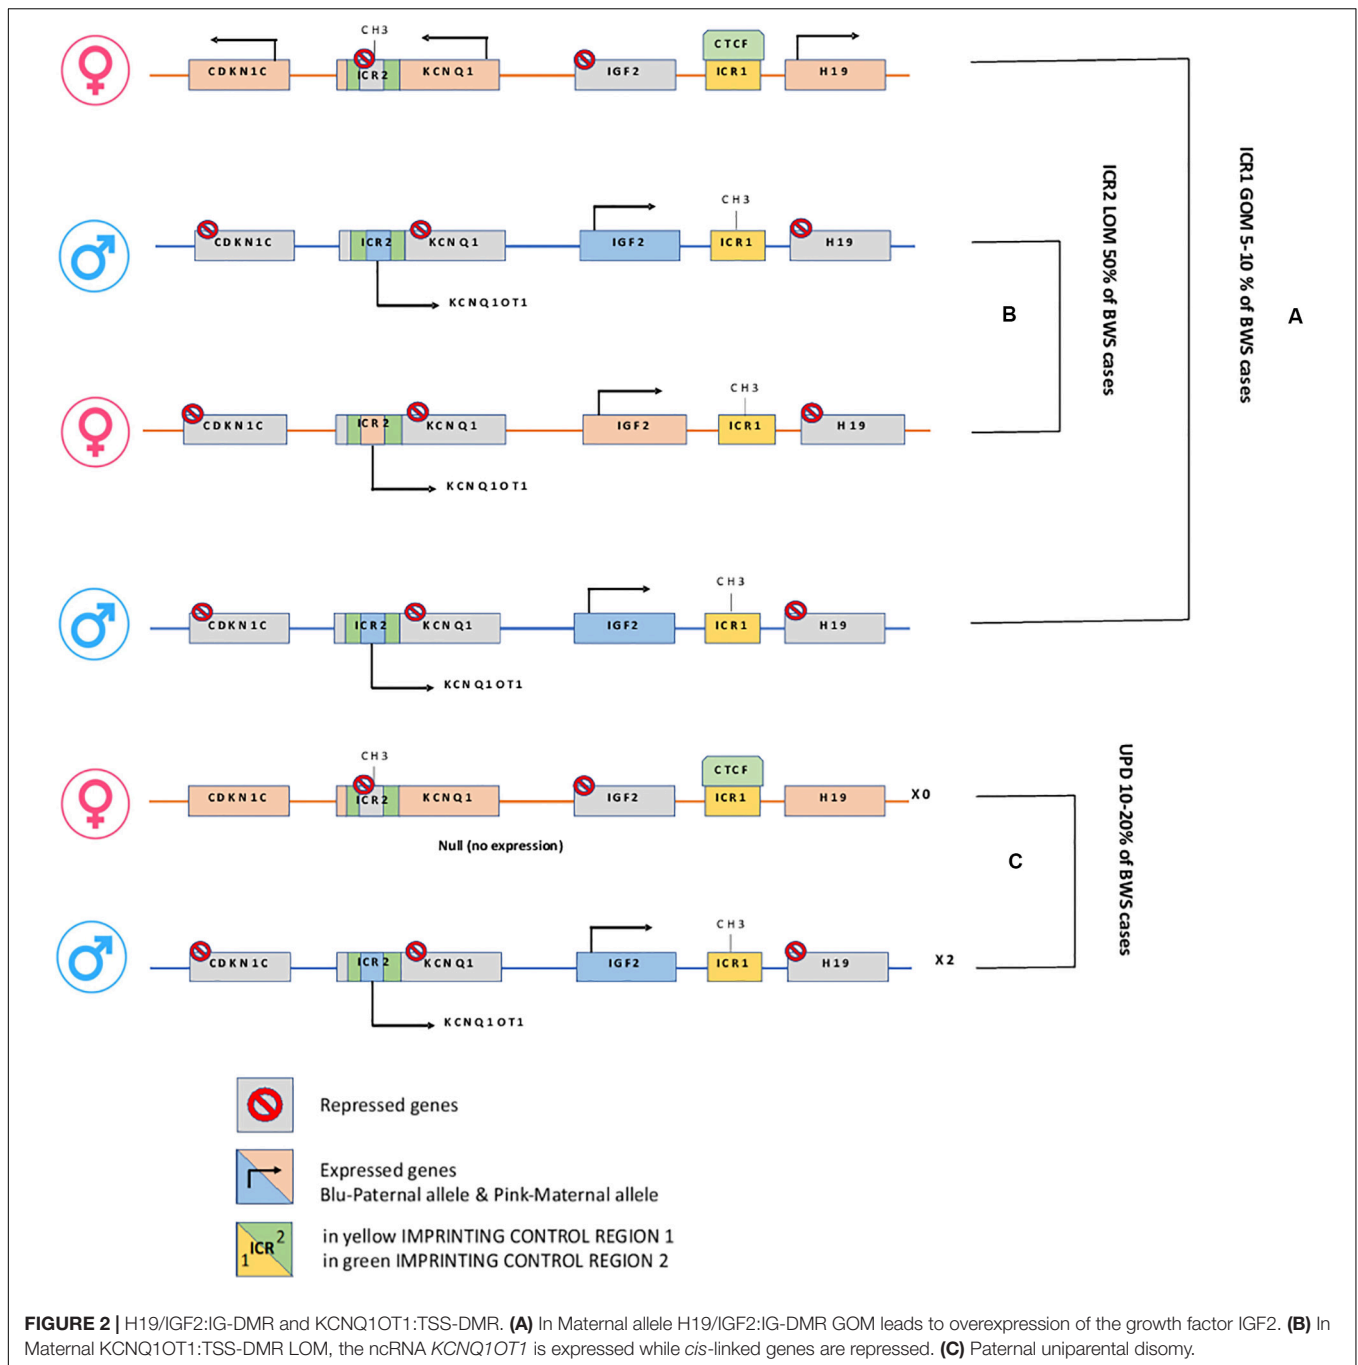 CH3
CTCF
CDKN1C
ICR2
KCNQ1
IGF2
ICR1
H19
CH3
CDKN1C
ICR2
KCNQ1
IGF2
ICR1
H19
KCNQ1OT1
CH3
CDKN1C
ICR2
KCNQ1
IGF2
ICR1
H19
KCNQ1OT1
CH3
CDKN1C
ICR2
KCNQ1
IGF2
ICR1
H19
KCNQ1OT1
B
ICR2 LOM 50% of BWS cases
ICR1 GOM 5-10 % of BWS cases
A
CH3
CTCF
CDKN1C
ICR2
KCNQ1
IGF2
ICR1
H19
X0
Null (no expression)
CH3
CDKN1C
ICR2
KCNQ1
IGF2
ICR1
H19
X2
KCNQ1OT1
C
UPD 10-20% of BWS cases
Repressed genes
Expressed genes
Blu-Paternal allele & Pink-Maternal allele
1 ICR 2
in yellow IMPRINTING CONTROL REGION 1
in green IMPRINTING CONTROL REGION 2
FIGURE 2 | H19/IGF2:IG-DMR and KCNQ1OT1:TSS-DMR. (A) In Maternal allele H19/IGF2:IG-DMR GOM leads to overexpression of the growth factor IGF2. (B) In
Maternal KCNQ1OT1:TSS-DMR LOM, the ncRNA KCNQ1OT1 is expressed while cis-linked genes are repressed. (C) Paternal uniparental disomy.